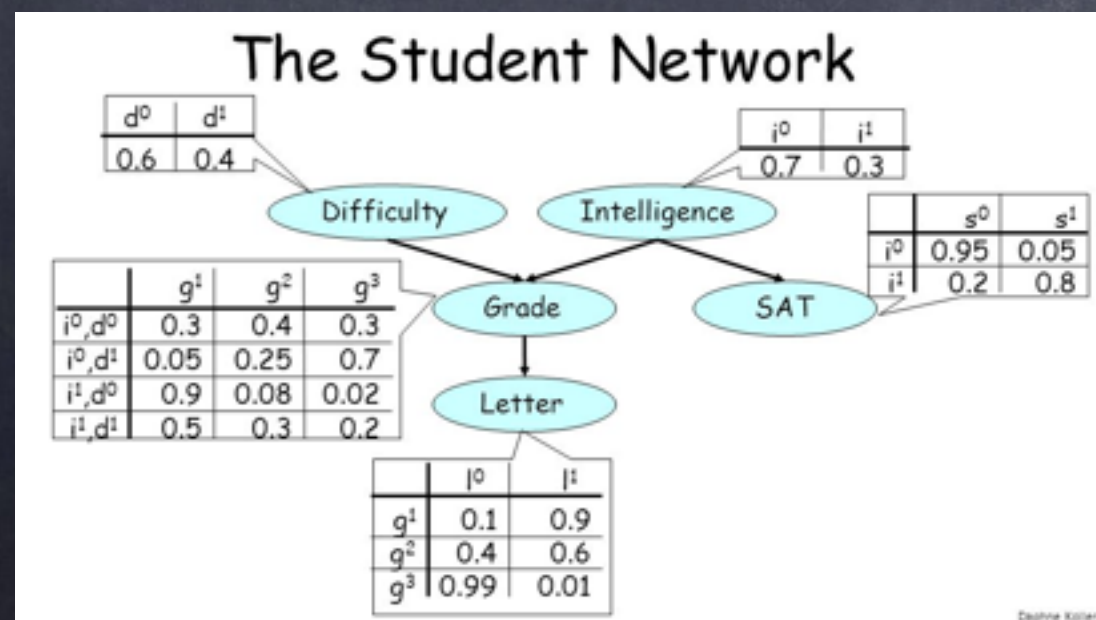 The Student Network
d⁰ d¹
0.6 0.4
i⁰ i¹
0.7 0.3
Difficulty
Intelligence
s⁰ s¹
i⁰ 0.95 0.05
i¹ 0.2 0.8
g¹ g² g³
i⁰,d⁰ 0.3 0.4 0.3
i⁰,d¹ 0.05 0.25 0.7
i¹,d⁰ 0.9 0.08 0.02
i¹,d¹ 0.5 0.3 0.2
Grade
SAT
Letter
l⁰ l¹
g¹ 0.1 0.9
g² 0.4 0.6
g³ 0.99 0.01
Daphne Koller